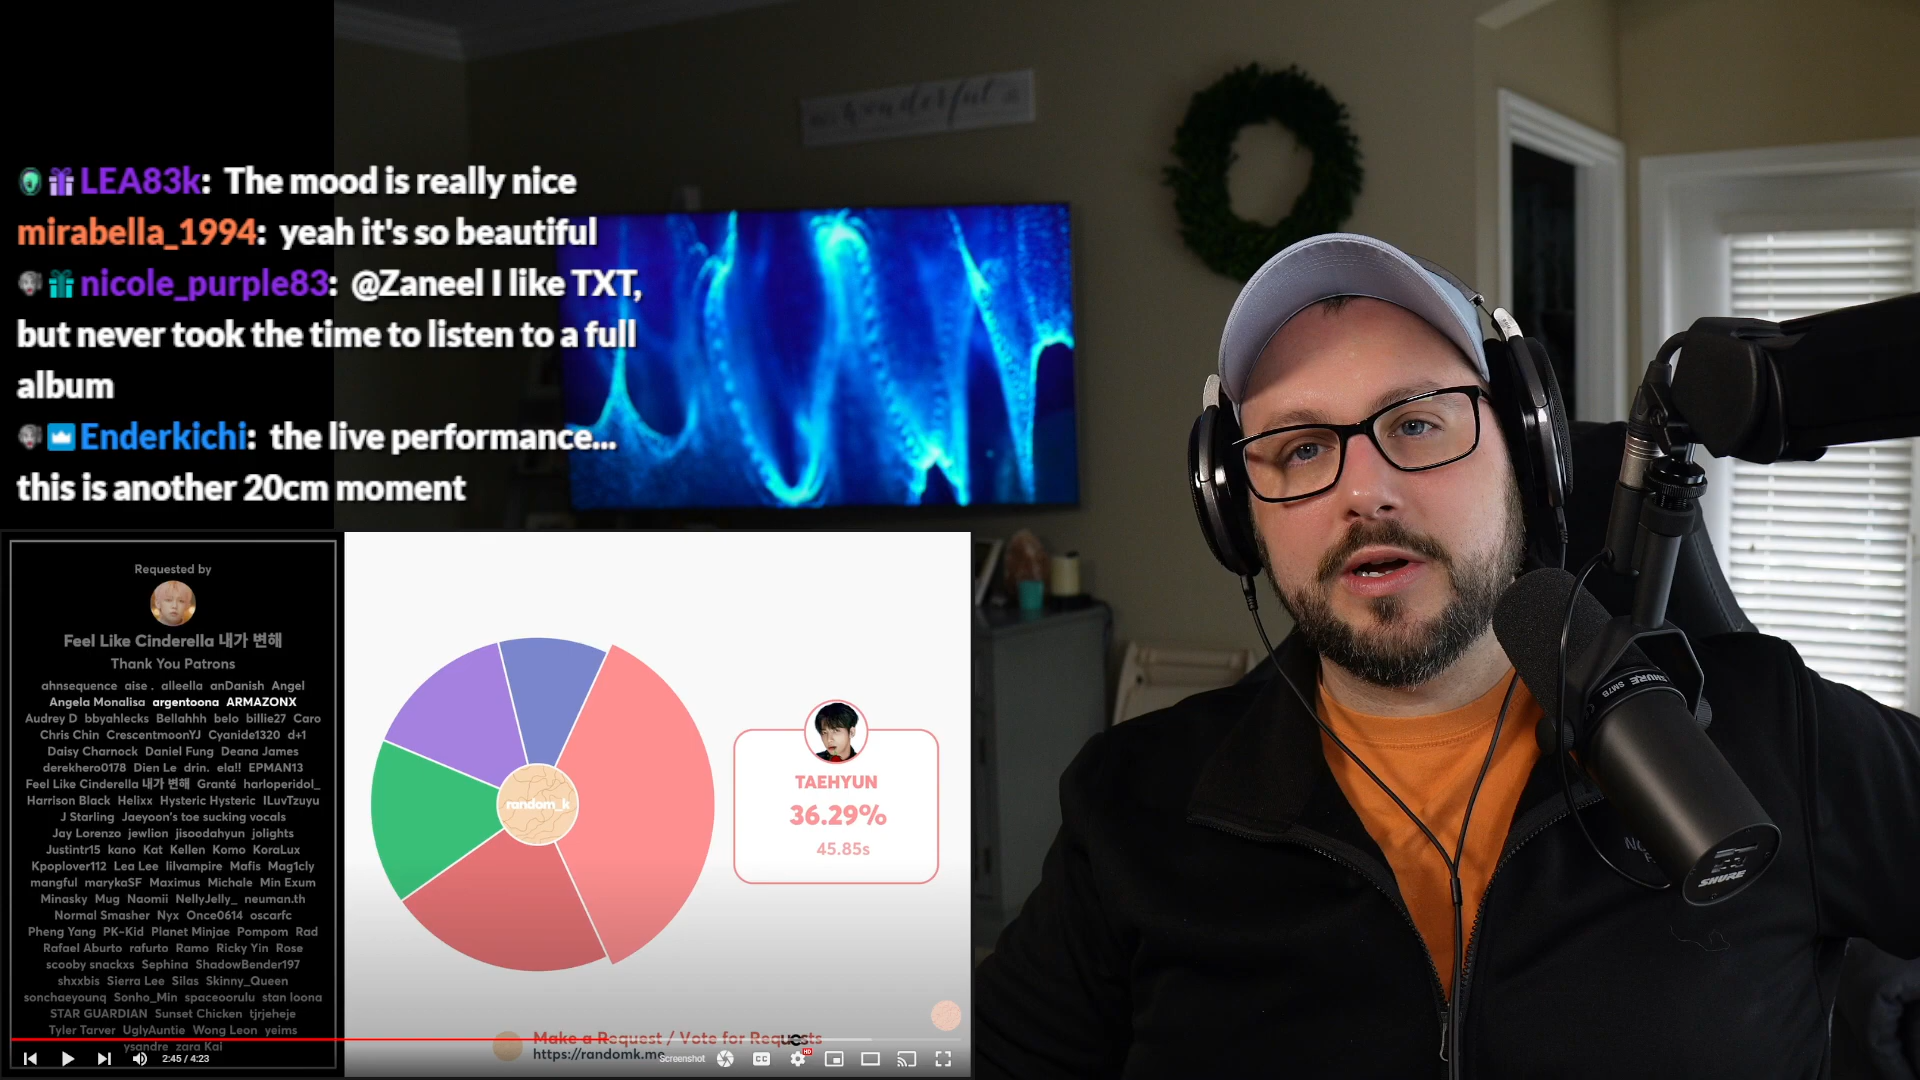 wonderful
LEA83k: The mood is really nice
mirabella_1994: yeah it's so beautiful
nicole_purple83: @Zaneel I like TXT,
but never took the time to listen to a full
album
Enderkichi: the live performance...
this is another 20cm moment
Requested by
Feel Like Cinderella 내가 변해
Thank You Patrons
ahnsequence aise . alleella anDanish Angel
Angela Monalisa argentoona ARMAZONX
Audrey D bbyahlecks Bellahhh belo billie27 Caro
Chris Chin CrescentmoonYJ Cyanide1320 d+1
Daisy Charnock Daniel Fung Deana James
derekhero0178 Dien Le drin. ela!! EPMAN13
Feel Like Cinderella 내가 변해 Granté harloperidol_
Harrison Black Helixx Hysteric Hysteric ILuvTzuyu
J Starling Jaeyoon's toe sucking vocals
Jay Lorenzo jewlion jisoodahyun jolights
Justintr15 kano Kat Kellen Komo KoraLux
Kpoplover112 Lea Lee lilvampire Mafis Mag1cly
mangful marykaSF Maximus Michale Min Exum
Minasky Mug Naomii NellyJelly_ neuman.th
Normal Smasher Nyx Once0614 oscarfc
Pheng Yang PK-Kid Planet Minjae Pompom Rad
Rafael Aburto rafurto Ramo Ricky Yin Rose
scooby snackxs Sephina ShadowBender197
shxxbis Sierra Lee Silas Skinny_Queen
sonchaeyounq Sonho_Min spaceoorulu stan loona
STAR GUARDIAN Sunset Chicken tjrjeheje
Tyler Tarver UglyAuntie Wong Leon yeims
ysandre zara Kai
random_k
TAEHYUN
36.29%
45.85s
Make a Request / Vote for Requests
https://randomk.me
2:45 / 4:23
Screenshot
CC
HD
SHURE SM7B
SHURE